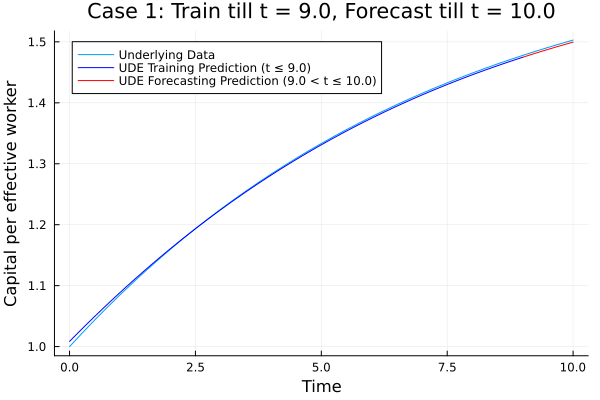 Case 1: Train till t = 9.0, Forecast till t = 10.0
Capital per effective worker
1.5
1.4
1.3
1.2
1.1
1.0
Underlying Data
UDE Training Prediction (t ≤ 9.0)
UDE Forecasting Prediction (9.0 < t ≤ 10.0)
0.0 2.5 5.0 7.5 10.0
Time